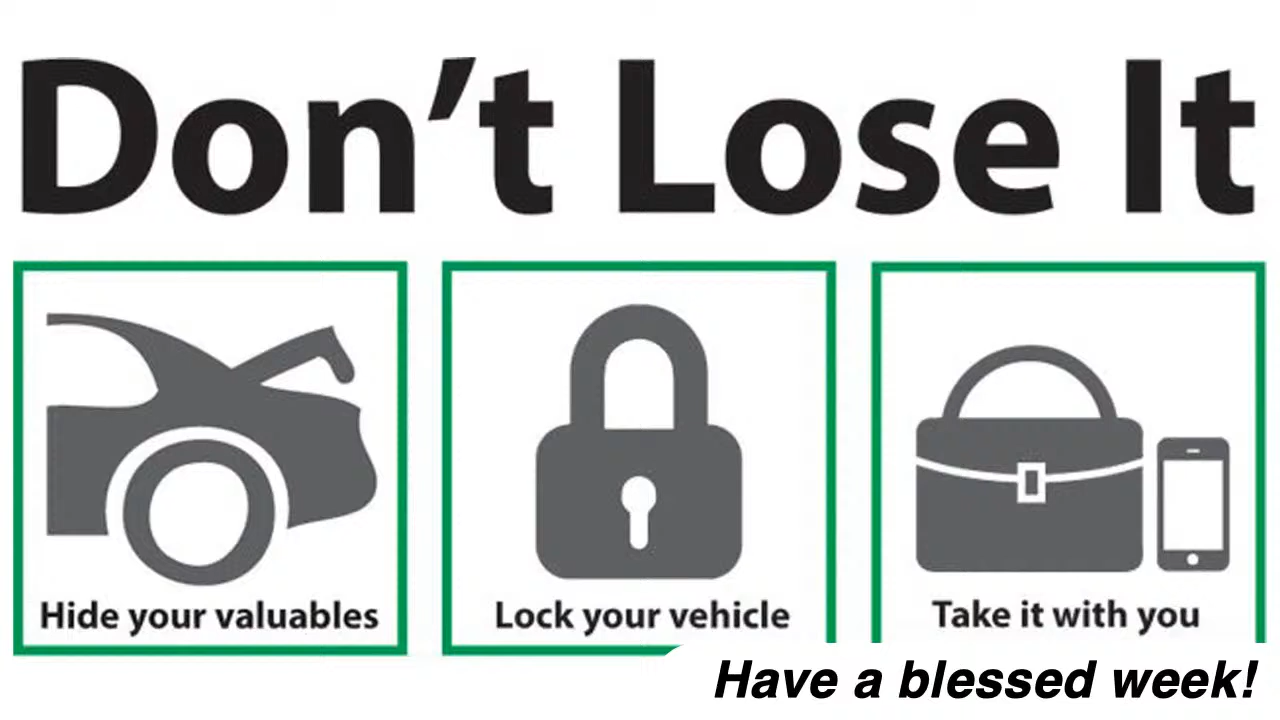 Don't Lose It
Hide your valuables
Lock your vehicle
Take it with you
Have a blessed week!